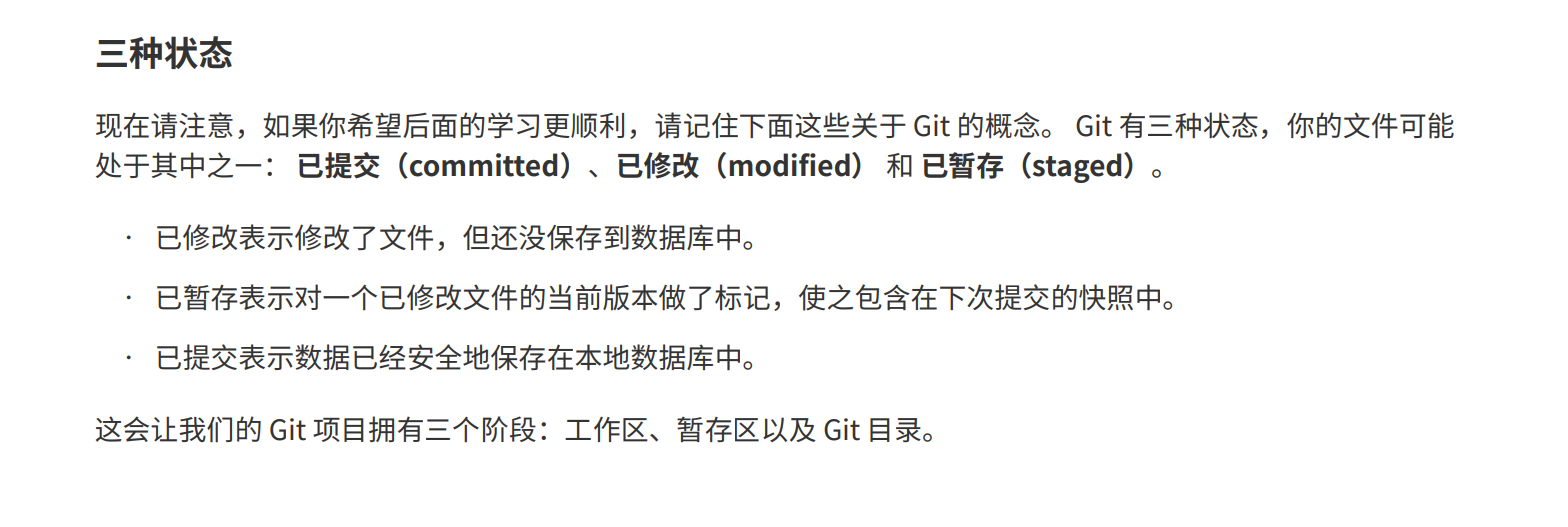 三种状态
现在请注意，如果你希望后面的学习更顺利，请记住下面这些关于 Git 的概念。 Git 有三种状态，你的文件可能
处于其中之一： 已提交（committed）、已修改（modified） 和 已暂存（staged）。
· 已修改表示修改了文件，但还没保存到数据库中。
· 已暂存表示对一个已修改文件的当前版本做了标记，使之包含在下次提交的快照中。
· 已提交表示数据已经安全地保存在本地数据库中。
这会让我们的 Git 项目拥有三个阶段：工作区、暂存区以及 Git 目录。